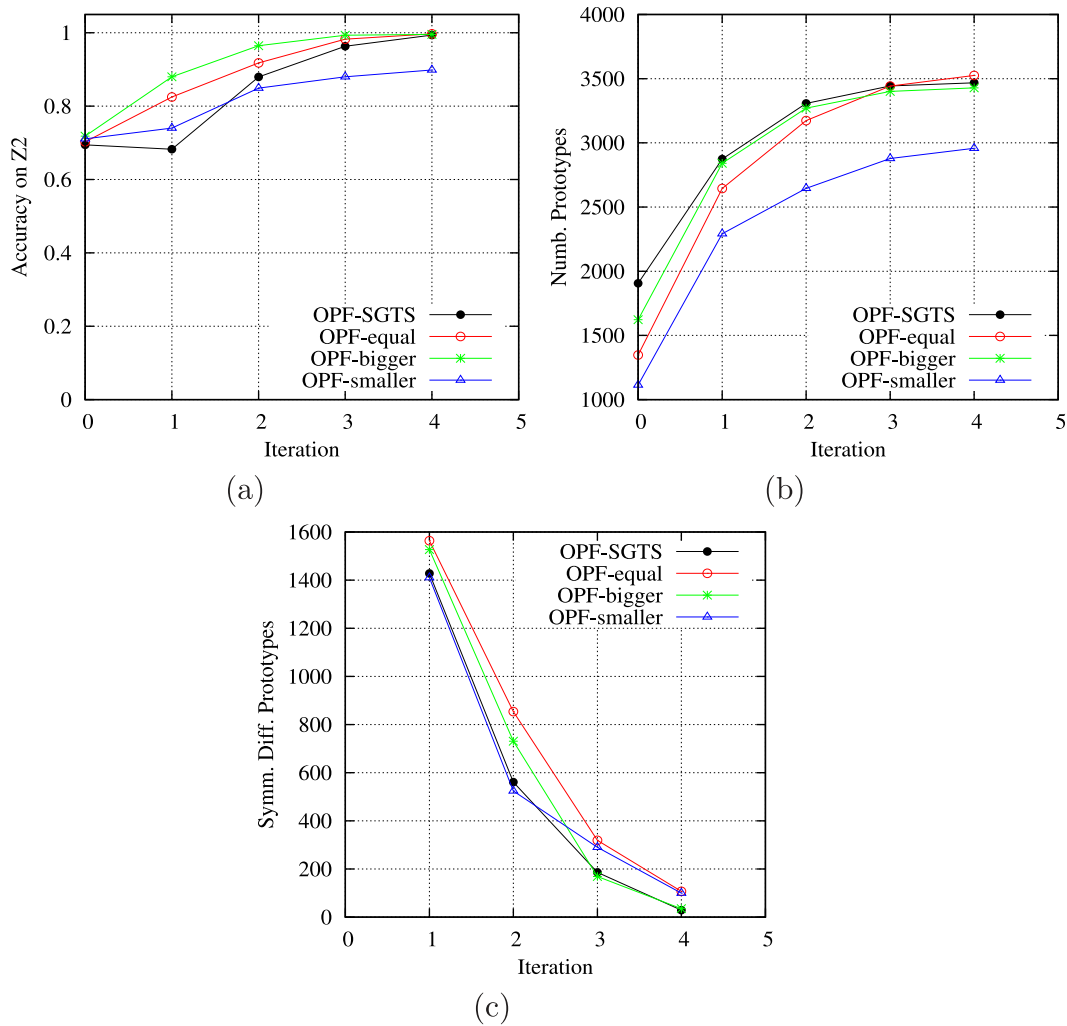 1
0.8
0.6
0.4
0.2
0
Accuracy on Z2
OPF-SGTS
OPF-equal
OPF-bigger
OPF-smaller
0 1 2 3 4 5
Iteration
(a)
4000
3500
3000
2500
2000
1500
1000
Numb. Prototypes
OPF-SGTS
OPF-equal
OPF-bigger
OPF-smaller
0 1 2 3 4 5
Iteration
(b)
1600
1400
1200
1000
800
600
400
200
0
Symm. Diff. Prototypes
OPF-SGTS
OPF-equal
OPF-bigger
OPF-smaller
0 1 2 3 4 5
Iteration
(c)